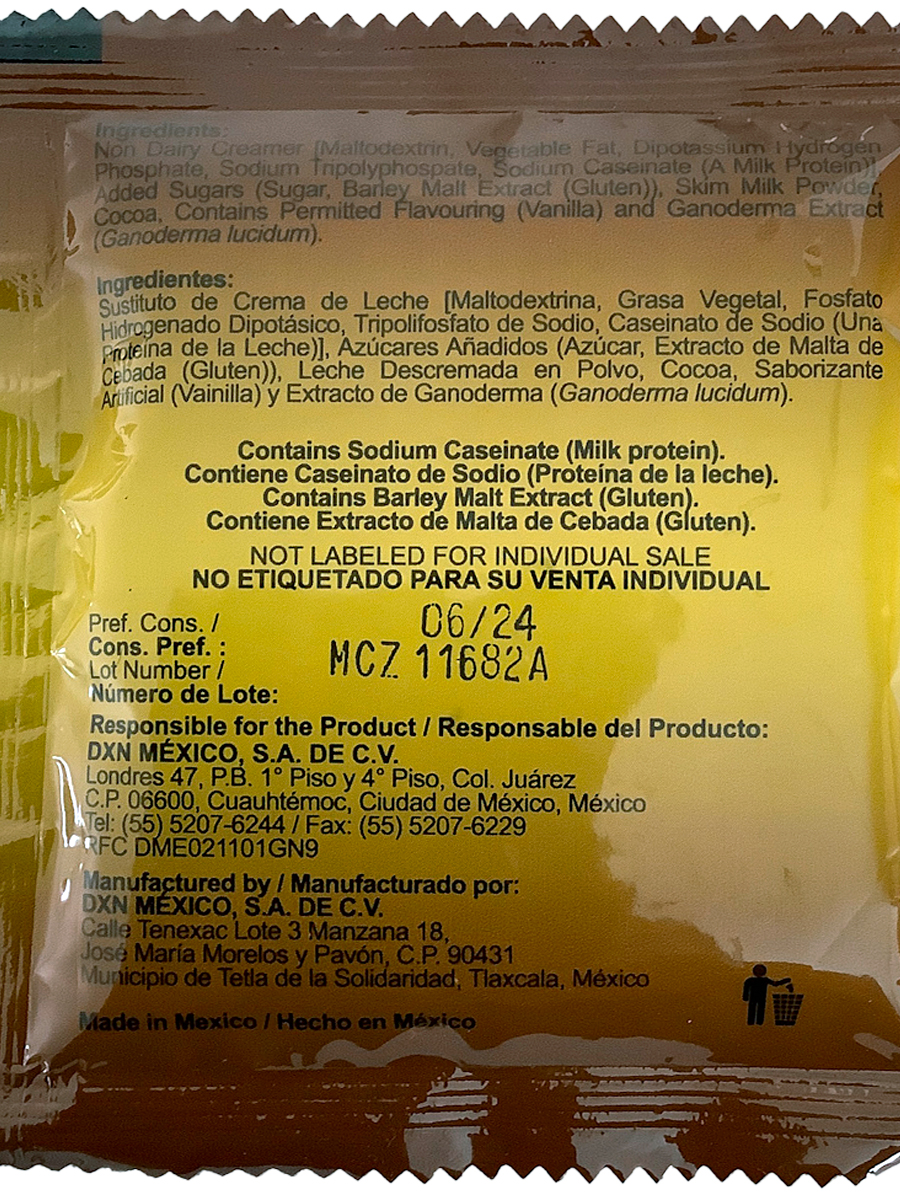 Ingredients:
Non Dairy Creamer [Maltodextrin, Vegetable Fat, Dipotassium Hydrogen
Phosphate, Sodium Tripolyphospate, Sodium Caseinate (A Milk Protein)],
Added Sugars (Sugar, Barley Malt Extract (Gluten)), Skim Milk Powder,
Cocoa, Contains Permitted Flavouring (Vanilla) and Ganoderma Extract
(Ganoderma lucidum).
Ingredientes:
Sustituto de Crema de Leche [Maltodextrina, Grasa Vegetal, Fosfato
Hidrogenado Dipotásico, Tripolifosfato de Sodio, Caseinato de Sodio (Una
Proteína de la Leche)], Azúcares Añadidos (Azúcar, Extracto de Malta de
Cebada (Gluten)), Leche Descremada en Polvo, Cocoa, Saborizante
Artificial (Vainilla) y Extracto de Ganoderma (Ganoderma lucidum).
Contains Sodium Caseinate (Milk protein).
Contiene Caseinato de Sodio (Proteína de la leche).
Contains Barley Malt Extract (Gluten).
Contiene Extracto de Malta de Cebada (Gluten).
NOT LABELED FOR INDIVIDUAL SALE
NO ETIQUETADO PARA SU VENTA INDIVIDUAL
Pref. Cons. / 06/24
Cons. Pref. :
Lot Number / MCZ 11682A
Número de Lote:
Responsible for the Product / Responsable del Producto:
DXN MÉXICO, S.A. DE C.V.
Londres 47, P.B. 1° Piso y 4° Piso, Col. Juárez
C.P. 06600, Cuauhtémoc, Ciudad de México, México
Tel: (55) 5207-6244 / Fax: (55) 5207-6229
RFC DME021101GN9
Manufactured by / Manufacturado por:
DXN MÉXICO, S.A. DE C.V.
Calle Tenexac Lote 3 Manzana 18,
José María Morelos y Pavón, C.P. 90431
Municipio de Tetla de la Solidaridad, Tlaxcala, México
Made in Mexico / Hecho en México